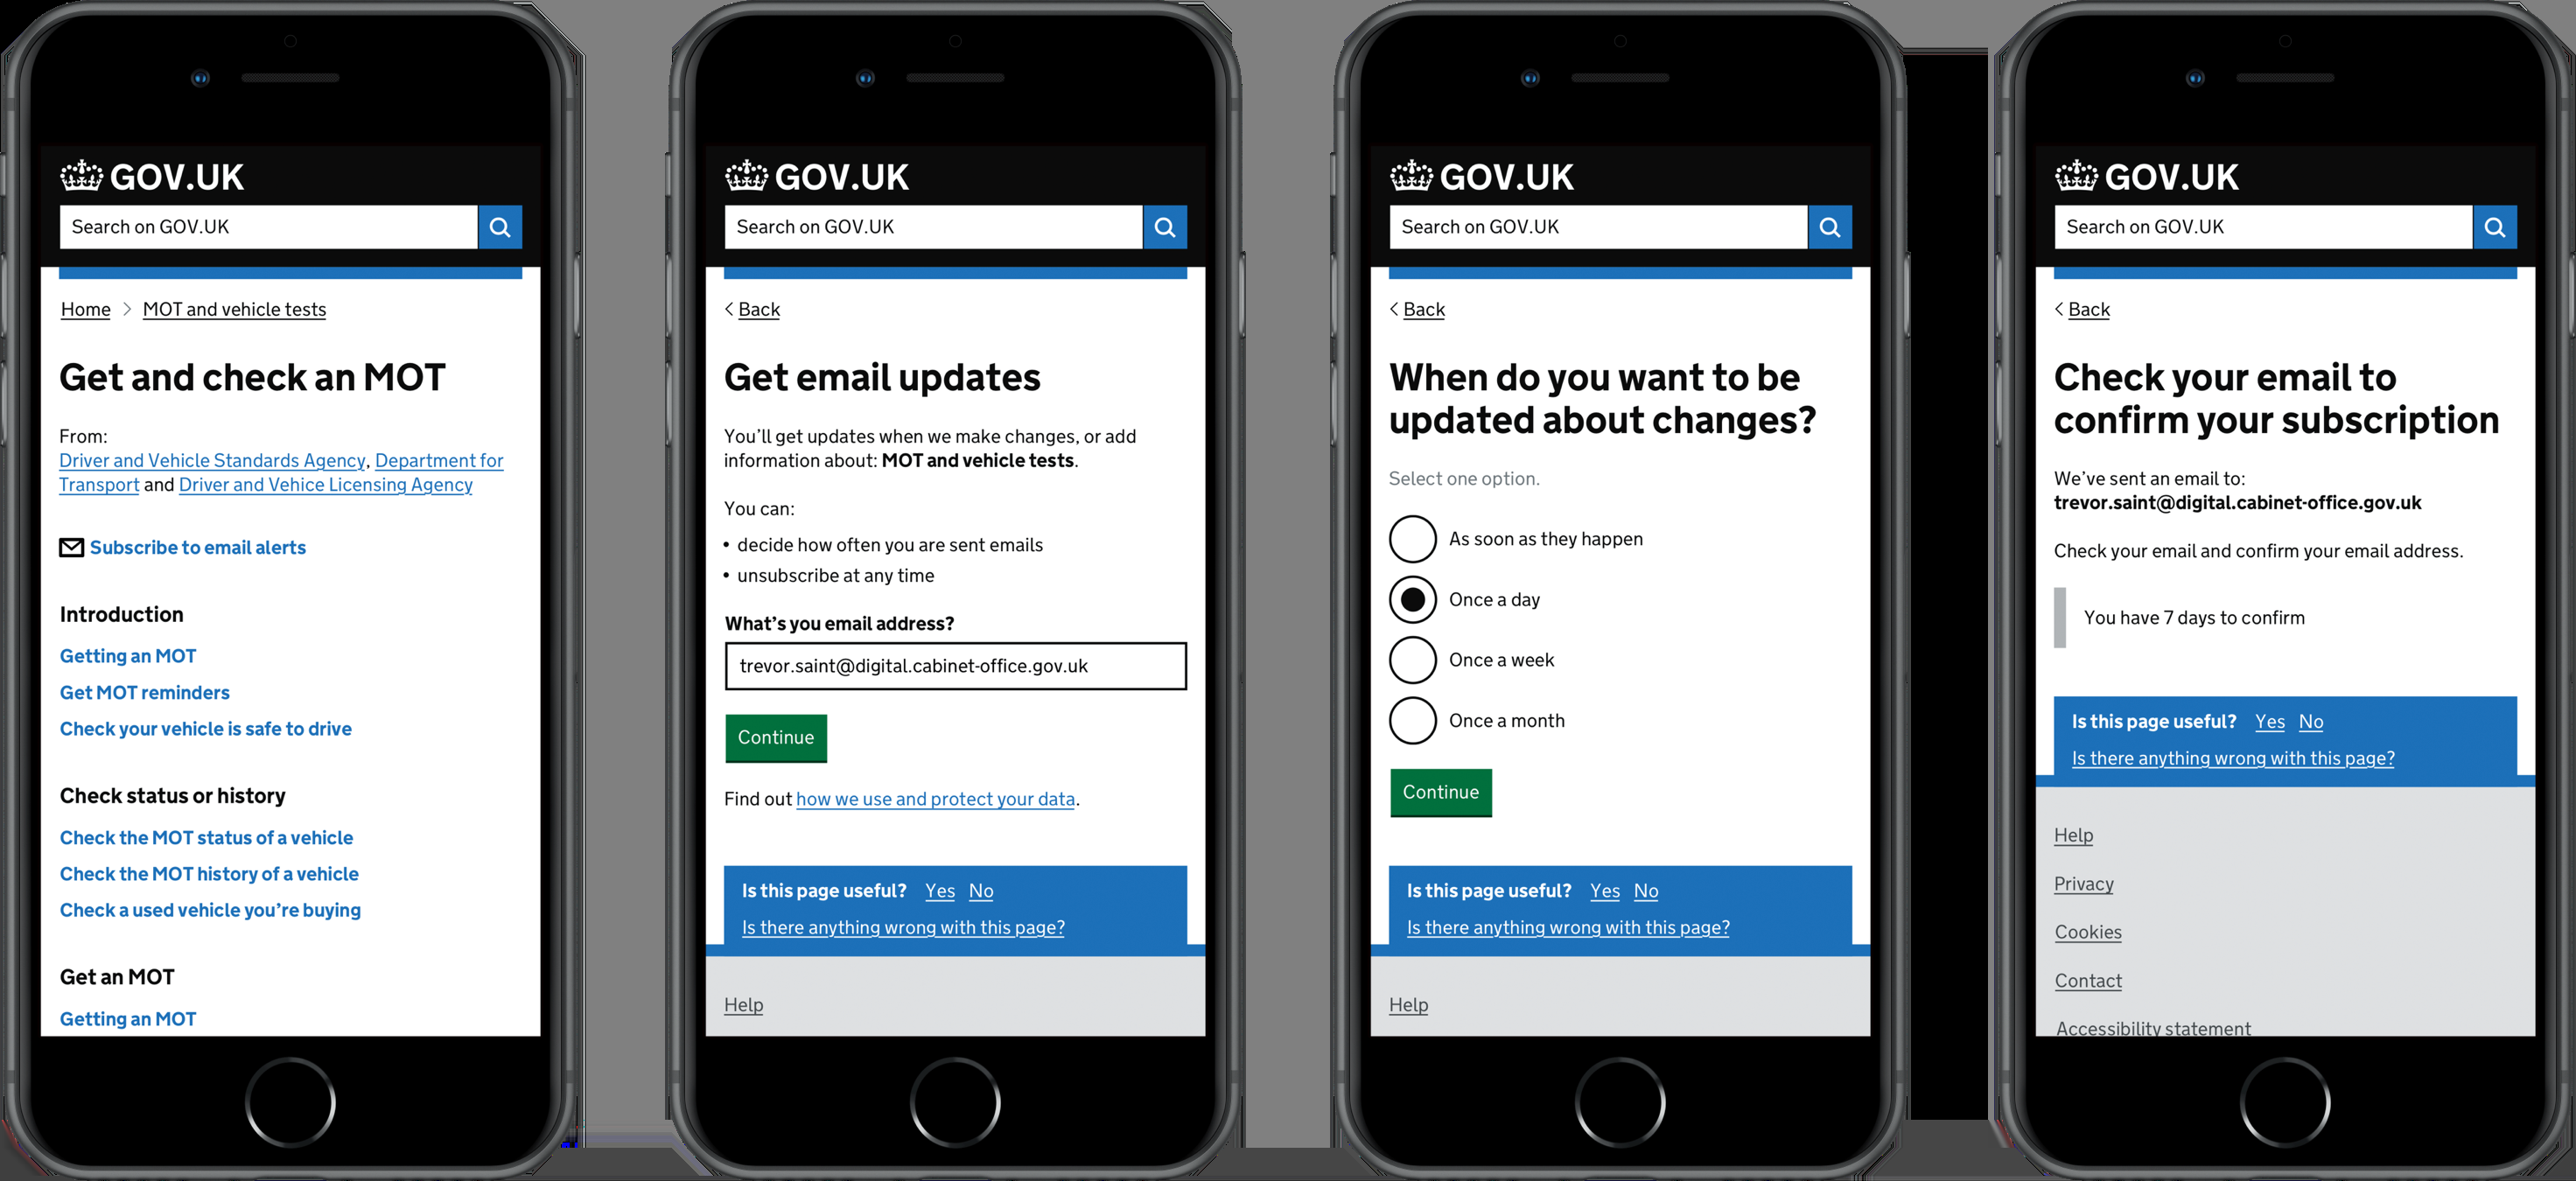 GOV.UK
Search on GOV.UK
Home > MOT and vehicle tests
Get and check an MOT
From:
Driver and Vehicle Standards Agency, Department for
Transport and Driver and Vehice Licensing Agency
Subscribe to email alerts
Introduction
Getting an MOT
Get MOT reminders
Check your vehicle is safe to drive
Check status or history
Check the MOT status of a vehicle
Check the MOT history of a vehicle
Check a used vehicle you're buying
Get an MOT
Getting an MOT
GOV.UK
Search on GOV.UK
< Back
Get email updates
You'll get updates when we make changes, or add
information about: MOT and vehicle tests.
You can:
• decide how often you are sent emails
• unsubscribe at any time
What's you email address?
trevor.saint@digital.cabinet-office.gov.uk
Continue
Find out how we use and protect your data.
Is this page useful? Yes No
Is there anything wrong with this page?
Help
GOV.UK
Search on GOV.UK
< Back
When do you want to be
updated about changes?
Select one option.
As soon as they happen
Once a day
Once a week
Once a month
Continue
Is this page useful? Yes No
Is there anything wrong with this page?
Help
GOV.UK
Search on GOV.UK
< Back
Check your email to
confirm your subscription
We've sent an email to:
trevor.saint@digital.cabinet-office.gov.uk
Check your email and confirm your email address.
You have 7 days to confirm
Is this page useful? Yes No
Is there anything wrong with this page?
Help
Privacy
Cookies
Contact
Accessibility statement